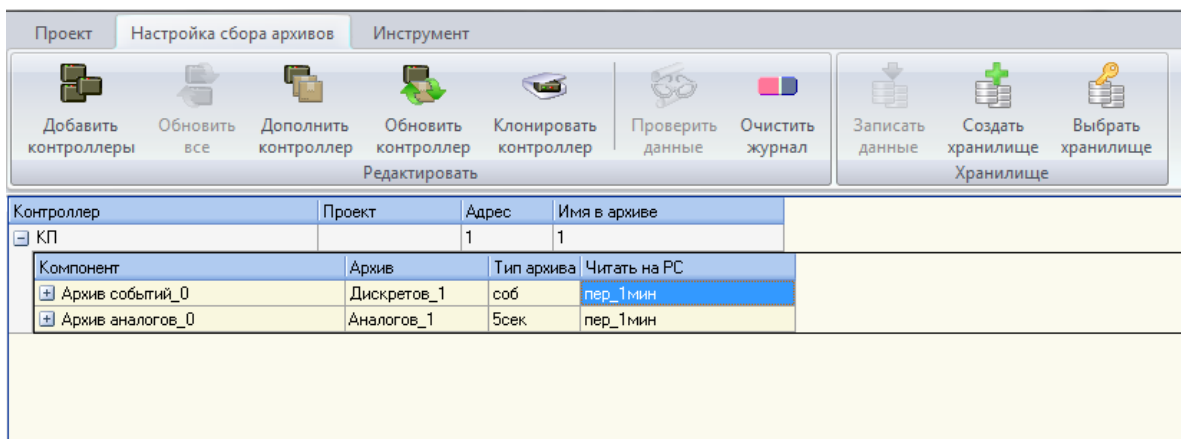 Проект Настройка сбора архивов Инструмент
Добавить контроллеры
Обновить все
Дополнить контроллер
Обновить контроллер
Клонировать контроллер
Проверить данные
Очистить журнал
Записать данные
Создать хранилище
Выбрать хранилище
Редактировать Хранилище
Контроллер Проект Адрес Имя в архиве
КП 1 1
Компонент Архив Тип архива Читать на РС
Архив событий_0 Дискретов_1 соб пер_1мин
Архив аналогов_0 Аналогов_1 5сек пер_1мин